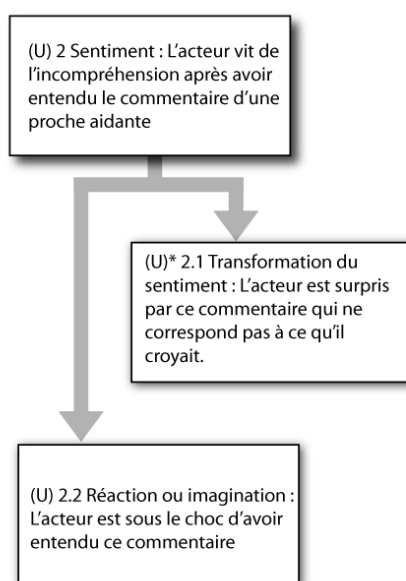 (U) 2 Sentiment : L’acteur vit de
l’incompréhension après avoir
entendu le commentaire d’une
proche aidante
(U)* 2.1 Transformation du
sentiment : L’acteur est surpris
par ce commentaire qui ne
correspond pas à ce qu’il
croyait.
(U) 2.2 Réaction ou imagination :
L’acteur est sous le choc d’avoir
entendu ce commentaire